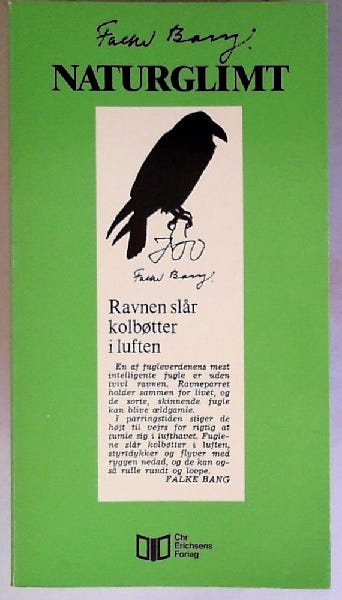 Falke Bang!
NATURGLIMT
Falke Bang!
Ravnen slår
kolbøtter
i luften
En af fugleverdenens mest
intelligente fugle er uden
tvivl ravnen. Ravneparret
holder sammen for livet, og
de sorte, skinnende fugle
kan blive ældgamle.
I parringstiden stiger de
højt til vejrs for rigtig at
tumle sig i lufthavet. Fugle-
ne slår kolbøtter i luften,
styrtdykker og flyver med
ryggen nedad, og de kan og-
så rulle rundt og loope.
FALKE BANG
Chr
Erichsens
Forlag